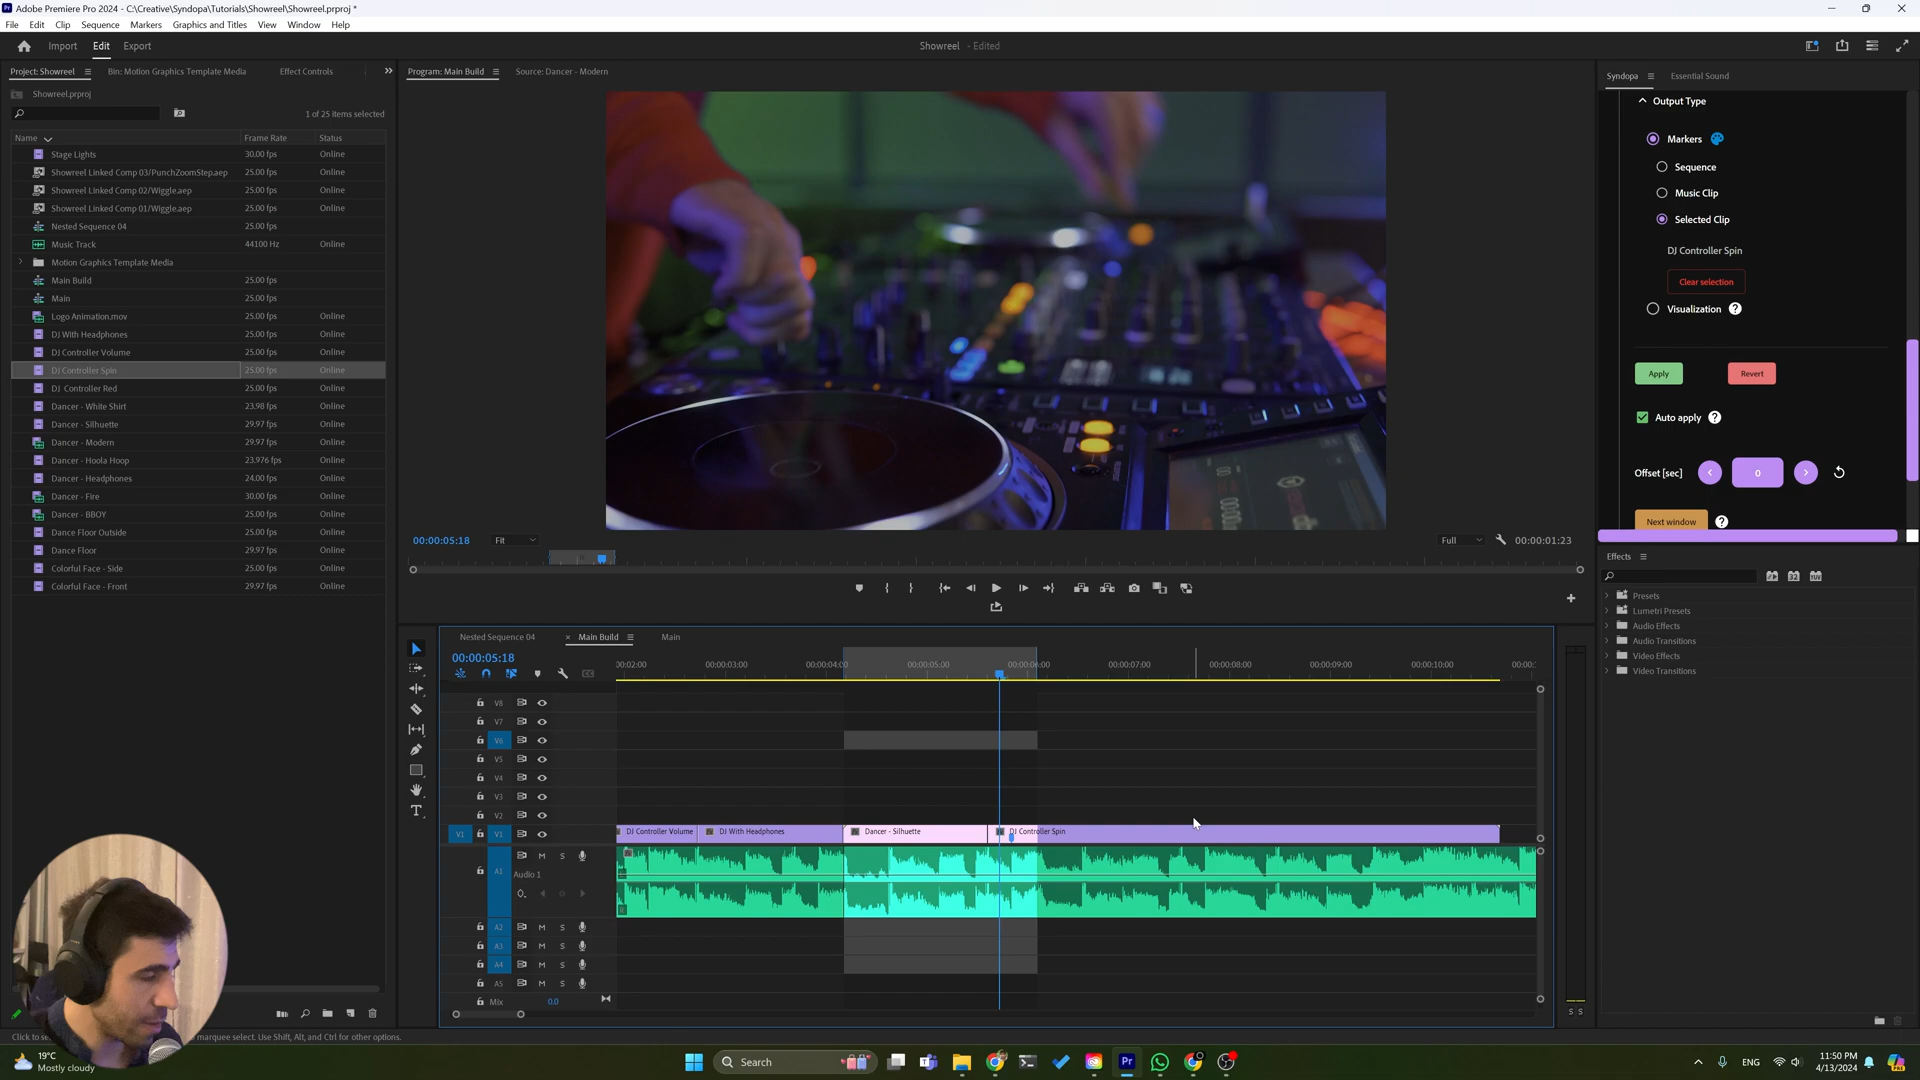 Adobe Premiere Pro 2024 - C:\Creative\Syndopa\Tutorials\Showreel\Showreel.prproj *
File Edit Clip Sequence Markers Graphics and Titles View Window Help
Import Edit Export
Showreel - Edited
Project: Showreel
Bin: Motion Graphics Template Media
Effect Controls
Showreel.prproj
1 of 25 items selected
Name Frame Rate Status
Stage Lights 30.00 fps Online
Showreel Linked Comp 03/PunchZoomStep.aep 25.00 fps Online
Showreel Linked Comp 02/Wiggle.aep 25.00 fps Online
Showreel Linked Comp 01/Wiggle.aep 25.00 fps Online
Nested Sequence 04 25.00 fps
Music Track 44100 Hz Online
Motion Graphics Template Media
Main Build 25.00 fps
Main 25.00 fps
Logo Animation.mov 25.00 fps Online
DJ With Headphones 25.00 fps Online
DJ Controller Volume 25.00 fps Online
DJ Controller Spin 25.00 fps Online
DJ Controller Red 25.00 fps Online
Dancer - White Shirt 23.98 fps Online
Dancer - Silhuette 29.97 fps Online
Dancer - Modern 29.97 fps Online
Dancer - Hoola Hoop 23.976 fps Online
Dancer - Headphones 24.00 fps Online
Dancer - Fire 30.00 fps Online
Dancer - BBOY 25.00 fps Online
Dance Floor Outside 25.00 fps Online
Dance Floor 29.97 fps Online
Colorful Face - Side 25.00 fps Online
Colorful Face - Front 29.97 fps Online
Program: Main Build
Source: Dancer - Modern
00:00:05:18
Fit
Full
00:00:01:23
Syndopa
Essential Sound
Output Type
Markers
Sequence
Music Clip
Selected Clip
DJ Controller Spin
Clear selection
Visualization ?
Apply
Revert
Auto apply ?
Offset [sec]
0
Next window ?
Effects
Presets
Lumetri Presets
Audio Effects
Audio Transitions
Video Effects
Video Transitions
Nested Sequence 04
Main Build
Main
00:00:05:18
00:02:00 00:00:03:00 00:00:04:00 00:00:05:00 00:00:06:00 00:00:07:00 00:00:08:00 00:00:09:00 00:00:10:00 00:00:
V8
V7
V6
V5
V4
V3
V2
V1 V1
DJ Controller Volume
DJ With Headphones
Dancer - Silhuette
DJ Controller Spin
A1 M S
Audio 1
A2 M S
A3 M S
A4 M S
A5 M S
Mix 0.0
S S
Click to se
marquee select. Use Shift, Alt, and Ctrl for other options.
19°C
Mostly cloudy
Search
ENG
11:50 PM
4/13/2024